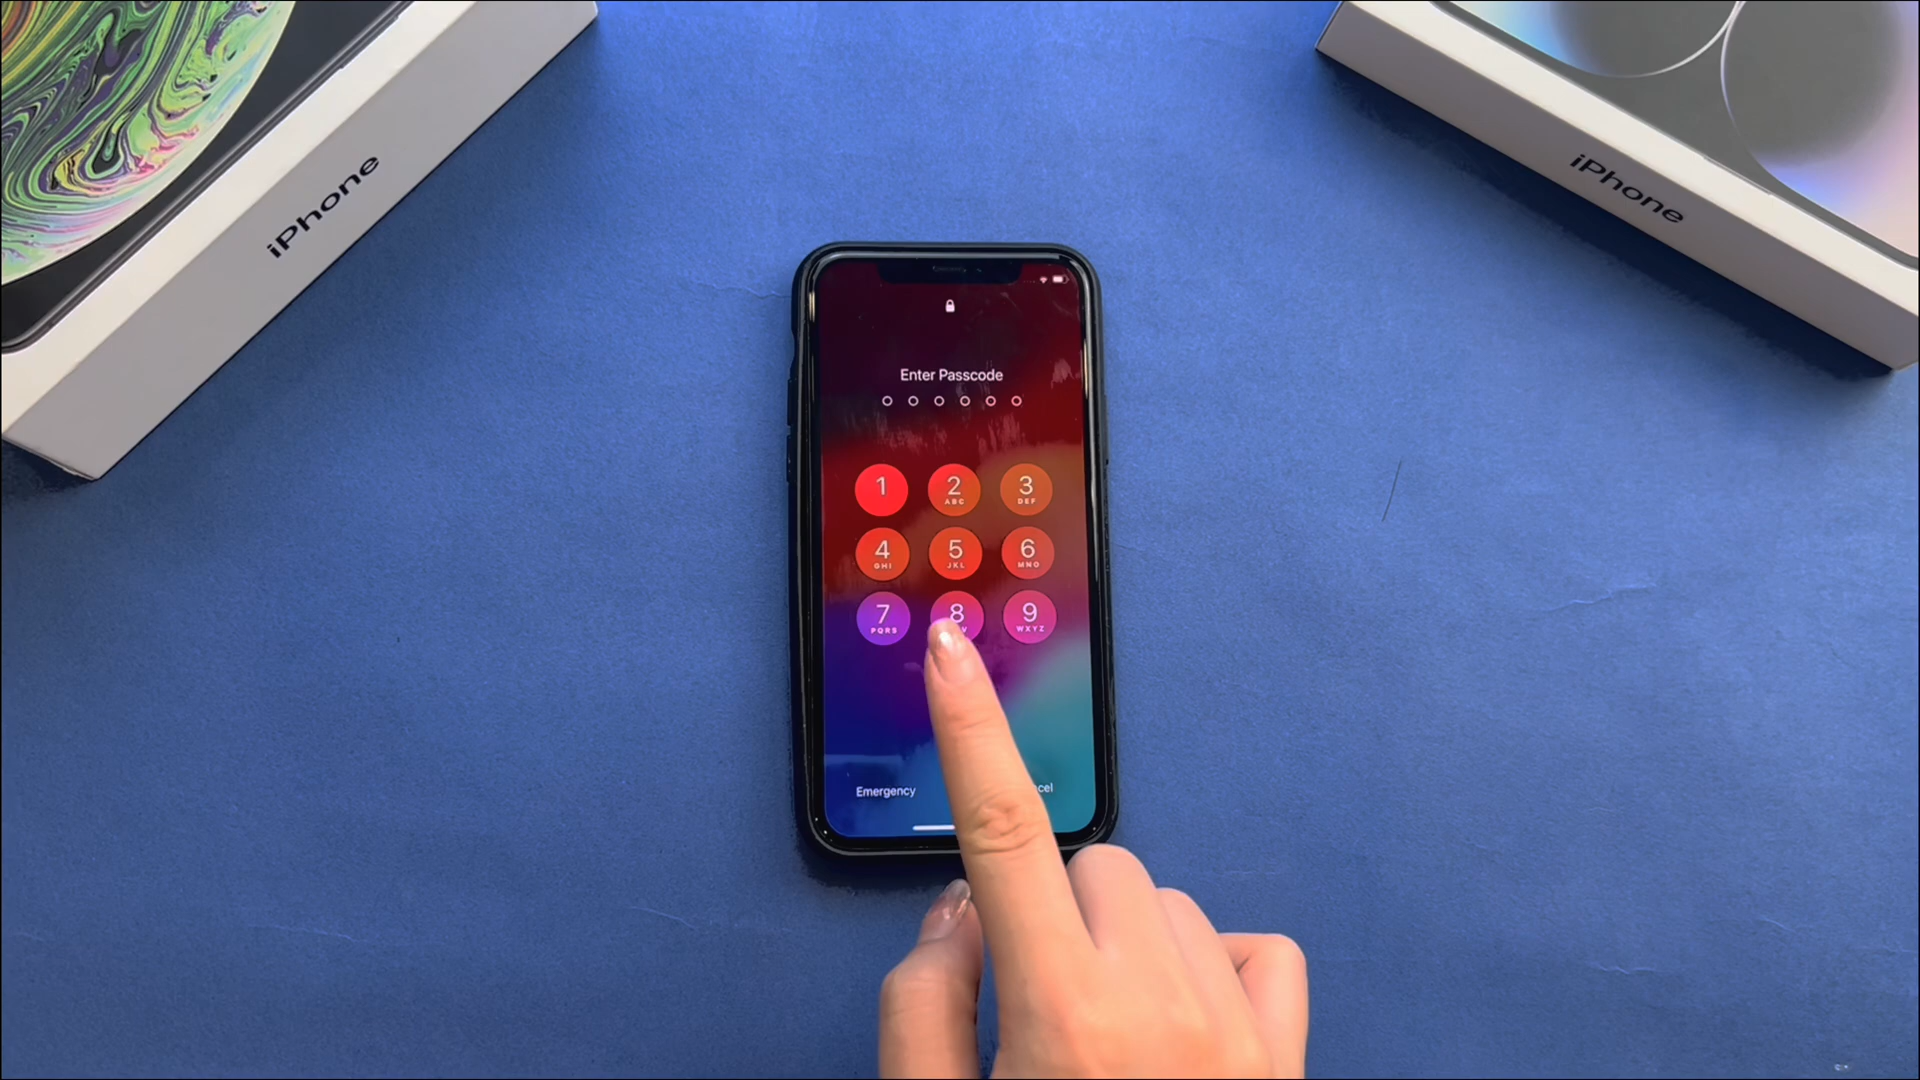 iPhone
iPhone
Enter Passcode
1
2
ABC
3
DEF
4
GHI
5
JKL
6
MNO
7
PQRS
8
V
9
WXYZ
Emergency
cel